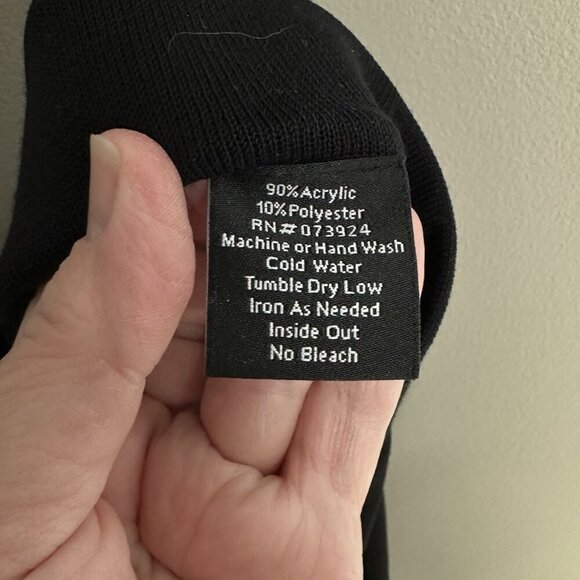 90% Acrylic
10% Polyester
RN# 073924
Machine or Hand Wash
Cold Water
Tumble Dry Low
Iron As Needed
Inside Out
No Bleach